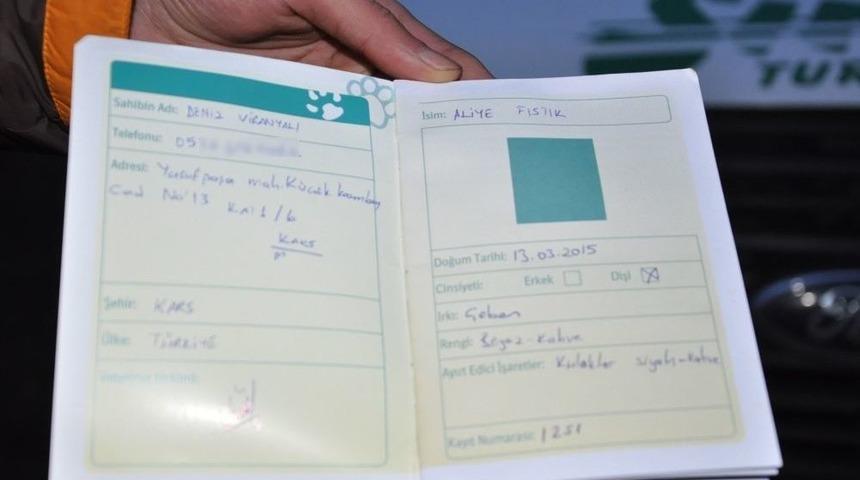 Sahibin Adı: DENİZ VİRANYALI
Telefonu: 05
Adresi: Yusufpaşa mah. Küçük
Cad No: 13 Kat 1/6
KARS
Şehir: KARS
Ülke: TÜRKİYE
İsim: ALİYE FISTIK
Doğum Tarihi: 13.03.2015
Cinsiyeti: Erkek Dişi X
Irkı: Çoban
Rengi: Beyaz-kahve
Ayırt Edici İşaretler: Kulaklar siyah-kahve
Kayıt Numarası: 1251